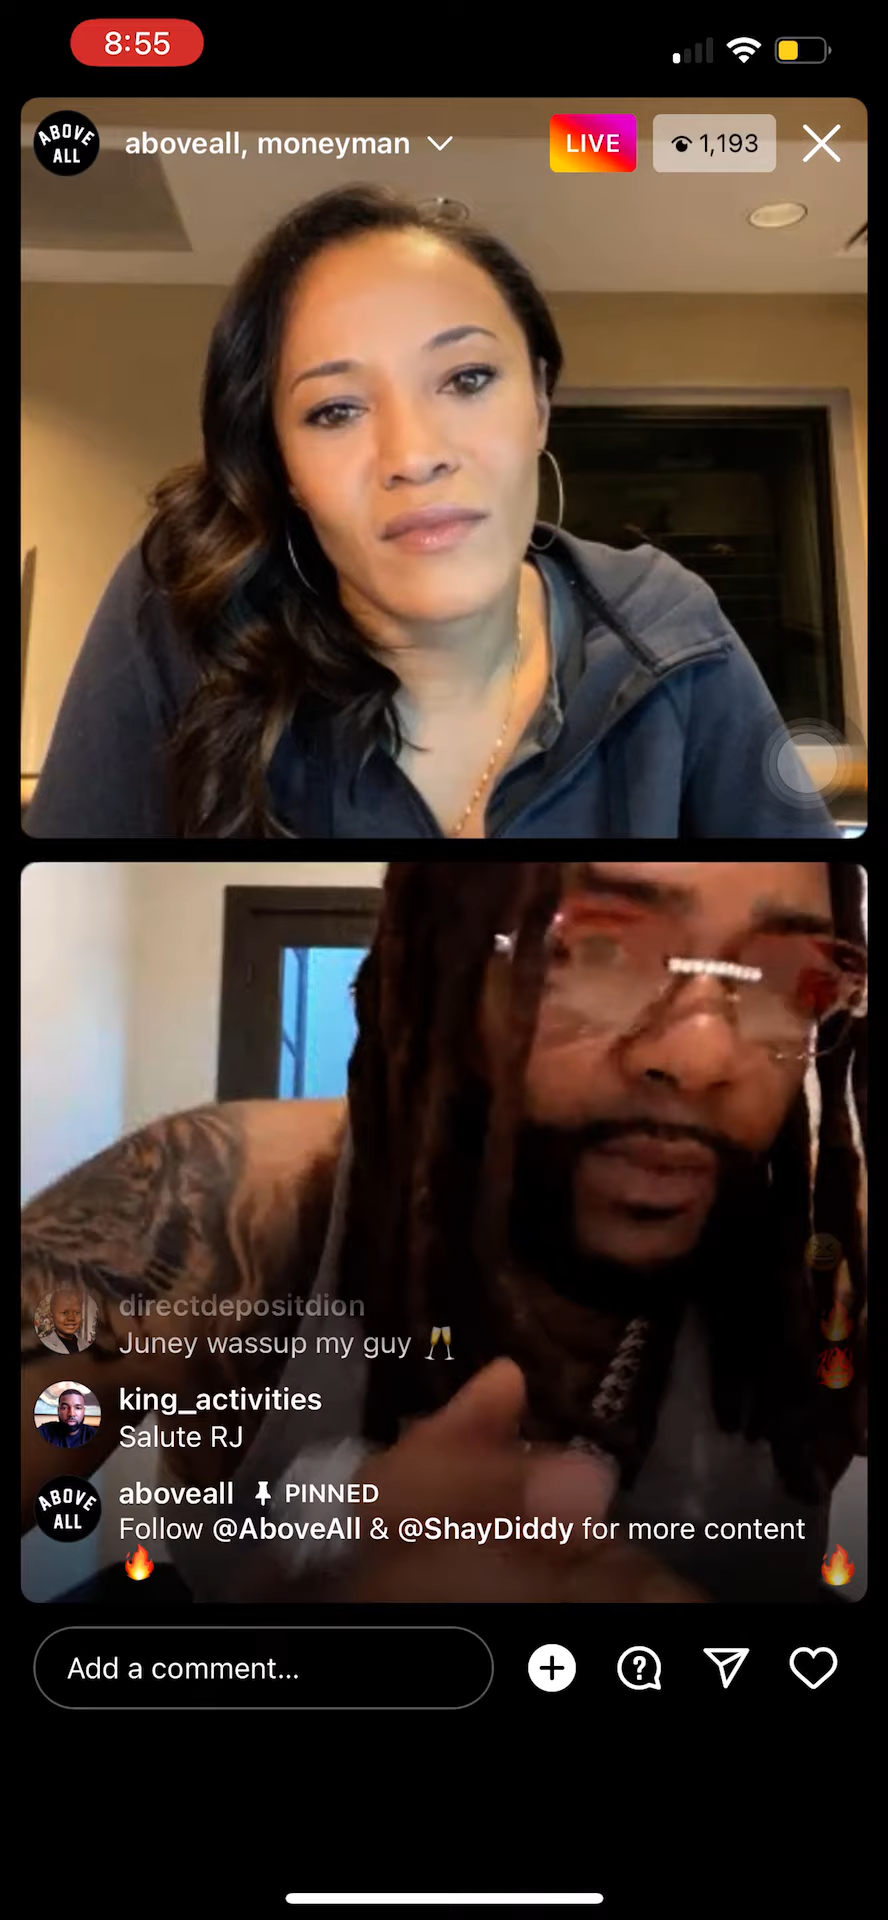 8:55
ABOVE
ALL
aboveall, moneyman
LIVE
1,193
directdepositdion
Juney wassup my guy 🥂
king_activities
Salute RJ
ABOVE
ALL
aboveall PINNED
Follow @AboveAll & @ShayDiddy for more content
🔥
Add a comment...